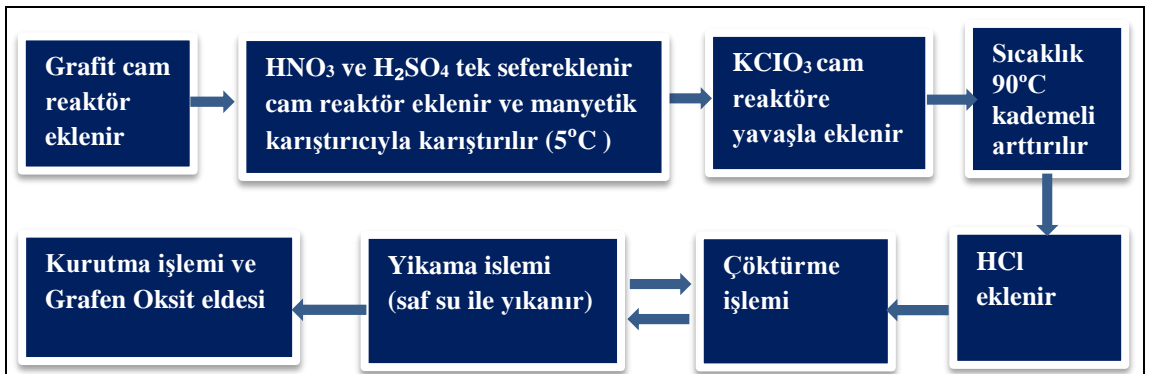 Grafit cam
reaktör
eklenir
HNO₃ ve H₂SO₄ tek sefereklenir
cam reaktör eklenir ve manyetik
karıştırıcıyla karıştırılır (5°C )
KCIO₃ cam
reaktöre
yavaşla eklenir
Sıcaklık
90°C
kademeli
arttırılır
HCl
eklenir
Çöktürme
işlemi
Yikama islemi
(saf su ile yıkanır)
Kurutma işlemi ve
Grafen Oksit eldesi